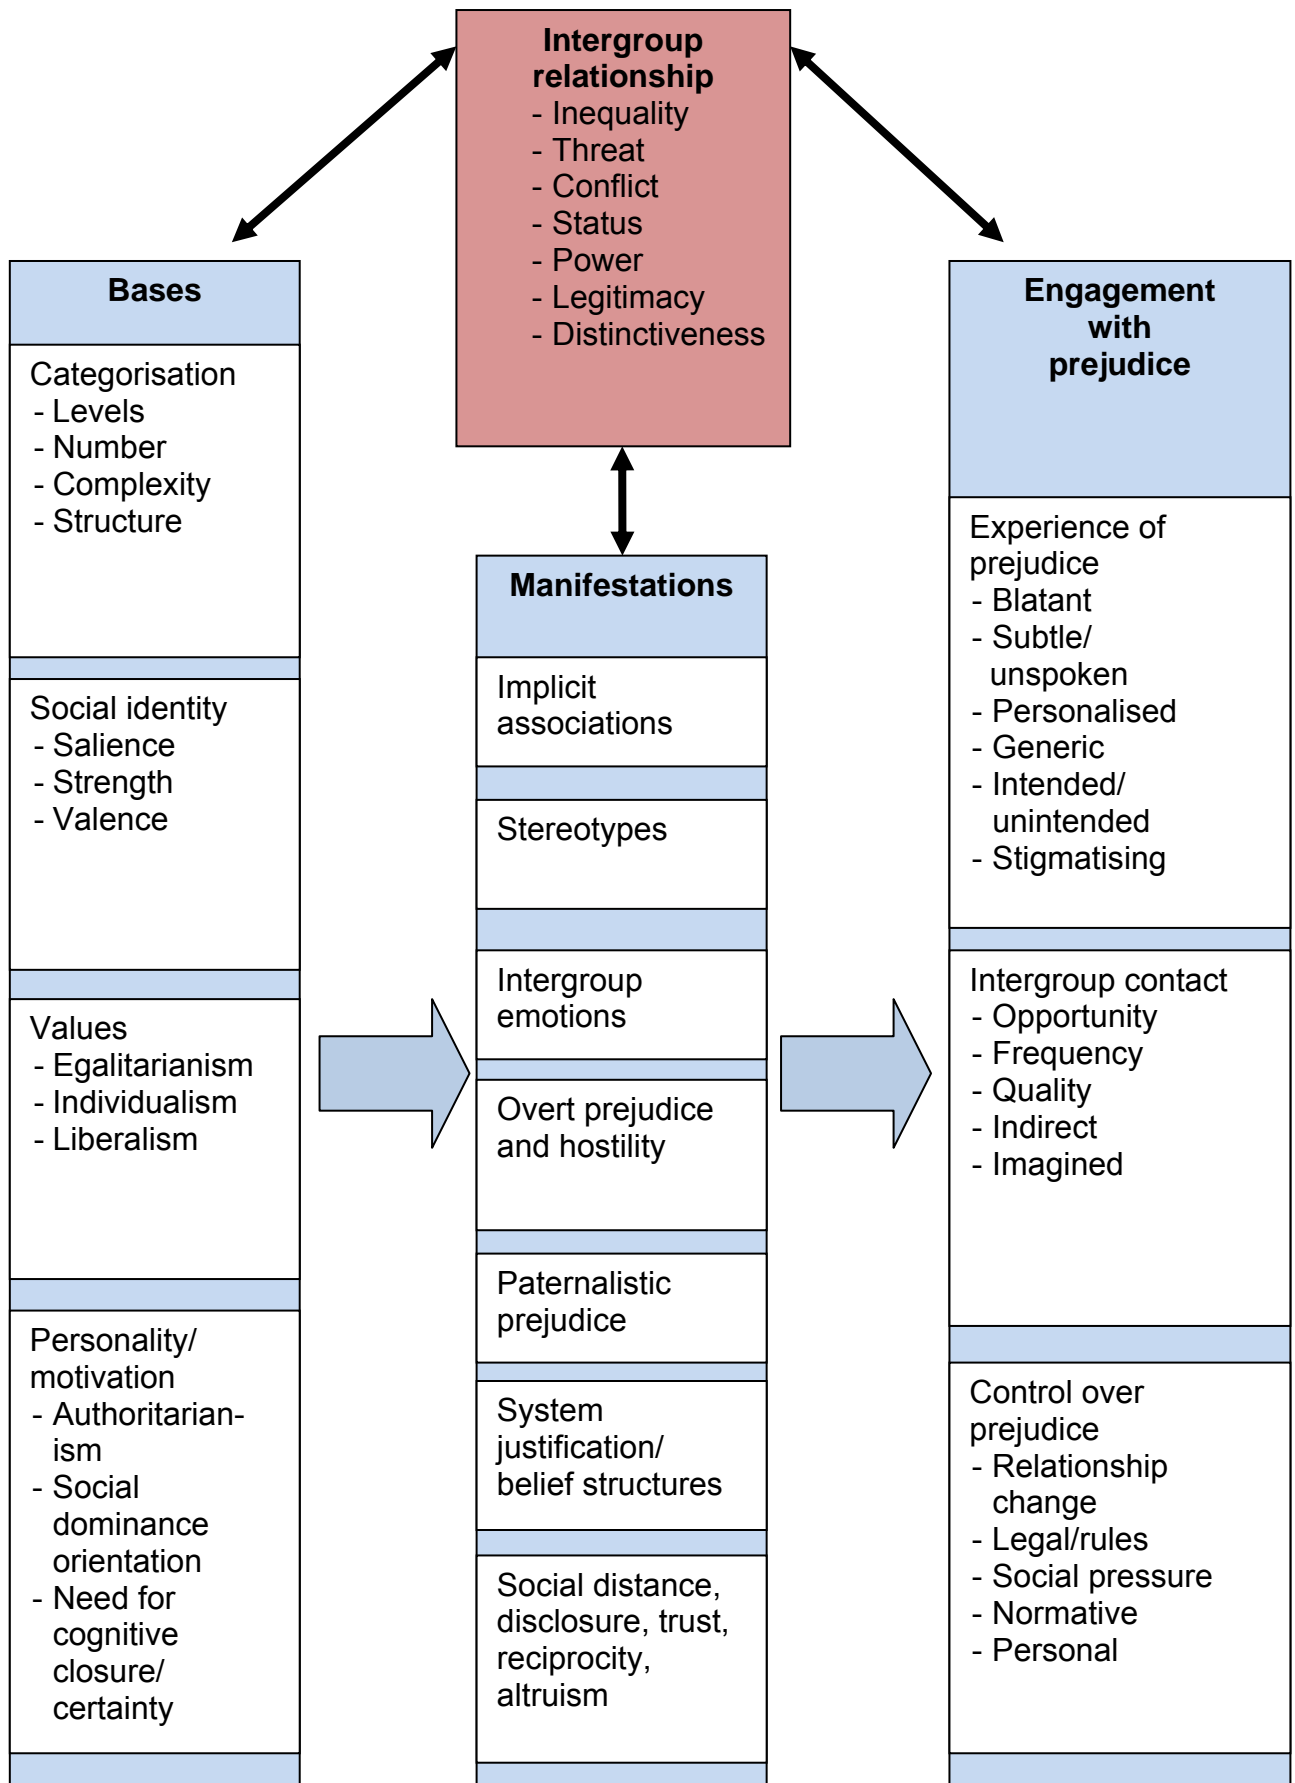 Intergroup
relationship
- Inequality
- Threat
- Conflict
- Status
- Power
- Legitimacy
- Distinctiveness
Bases
Categorisation
- Levels
- Number
- Complexity
- Structure
Social identity
- Salience
- Strength
- Valence
Values
- Egalitarianism
- Individualism
- Liberalism
Personality/
motivation
- Authoritarian-
ism
- Social
dominance
orientation
- Need for
cognitive
closure/
certainty
Manifestations
Implicit
associations
Stereotypes
Intergroup
emotions
Overt prejudice
and hostility
Paternalistic
prejudice
System
justification/
belief structures
Social distance,
disclosure, trust,
reciprocity,
altruism
Engagement
with
prejudice
Experience of
prejudice
- Blatant
- Subtle/
unspoken
- Personalised
- Generic
- Intended/
unintended
- Stigmatising
Intergroup contact
- Opportunity
- Frequency
- Quality
- Indirect
- Imagined
Control over
prejudice
- Relationship
change
- Legal/rules
- Social pressure
- Normative
- Personal